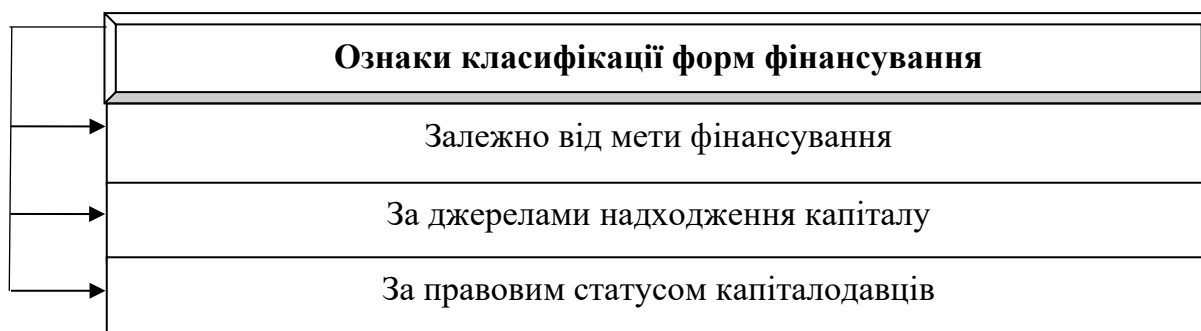 Ознаки класифікації форм фінансування
Залежно від мети фінансування
За джерелами надходження капіталу
За правовим статусом капіталодавців